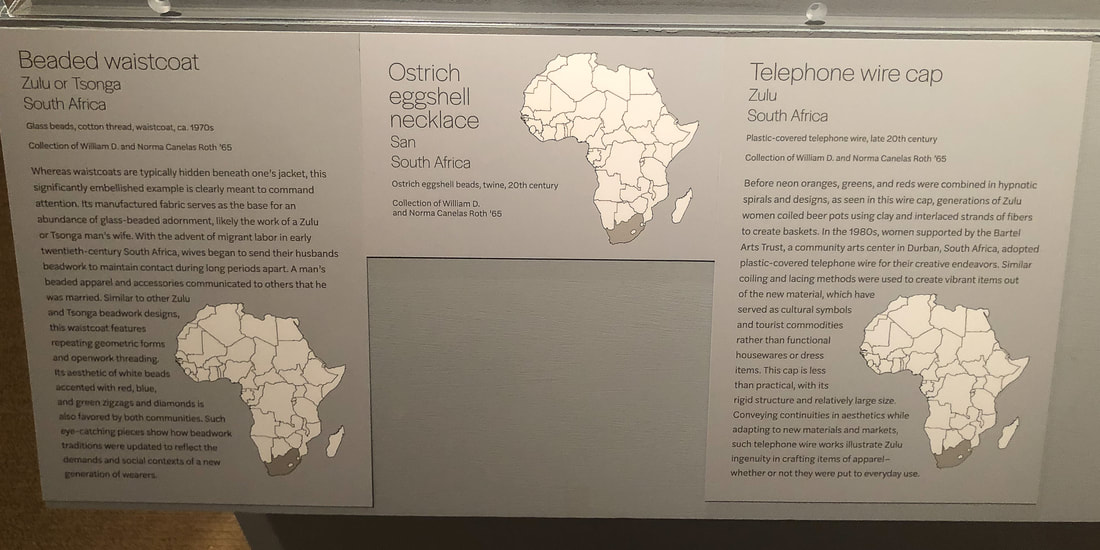 Beaded waistcoat
Zulu or Tsonga
South Africa
Glass beads, cotton thread, waistcoat, ca. 1970s
Collection of William D. and Norma Canelas Roth '65
Whereas waistcoats are typically hidden beneath one's jacket, this
significantly embellished example is clearly meant to command
attention. Its manufactured fabric serves as the base for an
abundance of glass-beaded adornment, likely the work of a Zulu
or Tsonga man's wife. With the advent of migrant labor in early
twentieth-century South Africa, wives began to send their husbands
beadwork to maintain contact during long periods apart. A man's
beaded apparel and accessories communicated to others that he
was married. Similar to other Zulu
and Tsonga beadwork designs,
this waistcoat features
repeating geometric forms
and openwork threading.
Its aesthetic of white beads
accented with red, blue,
and green zigzags and diamonds is
also favored by both communities. Such
eye-catching pieces show how beadwork
traditions were updated to reflect the
demands and social contexts of a new
generation of wearers.
Ostrich
eggshell
necklace
San
South Africa
Ostrich eggshell beads, twine, 20th century
Collection of William D.
and Norma Canelas Roth '65
Telephone wire cap
Zulu
South Africa
Plastic-covered telephone wire, late 20th century
Collection of William D. and Norma Canelas Roth '65
Before neon oranges, greens, and reds were combined in hypnotic
spirals and designs, as seen in this wire cap, generations of Zulu
women coiled beer pots using clay and interlaced strands of fibers
to create baskets. In the 1980s, women supported by the Bartel
Arts Trust, a community arts center in Durban, South Africa, adopted
plastic-covered telephone wire for their creative endeavors. Similar
coiling and lacing methods were used to create vibrant items out
of the new material, which have
served as cultural symbols
and tourist commodities
rather than functional
housewares or dress
items. This cap is less
than practical, with its
rigid structure and relatively large size.
Conveying continuities in aesthetics while
adapting to new materials and markets,
such telephone wire works illustrate Zulu
ingenuity in crafting items of apparel–
whether or not they were put to everyday use.